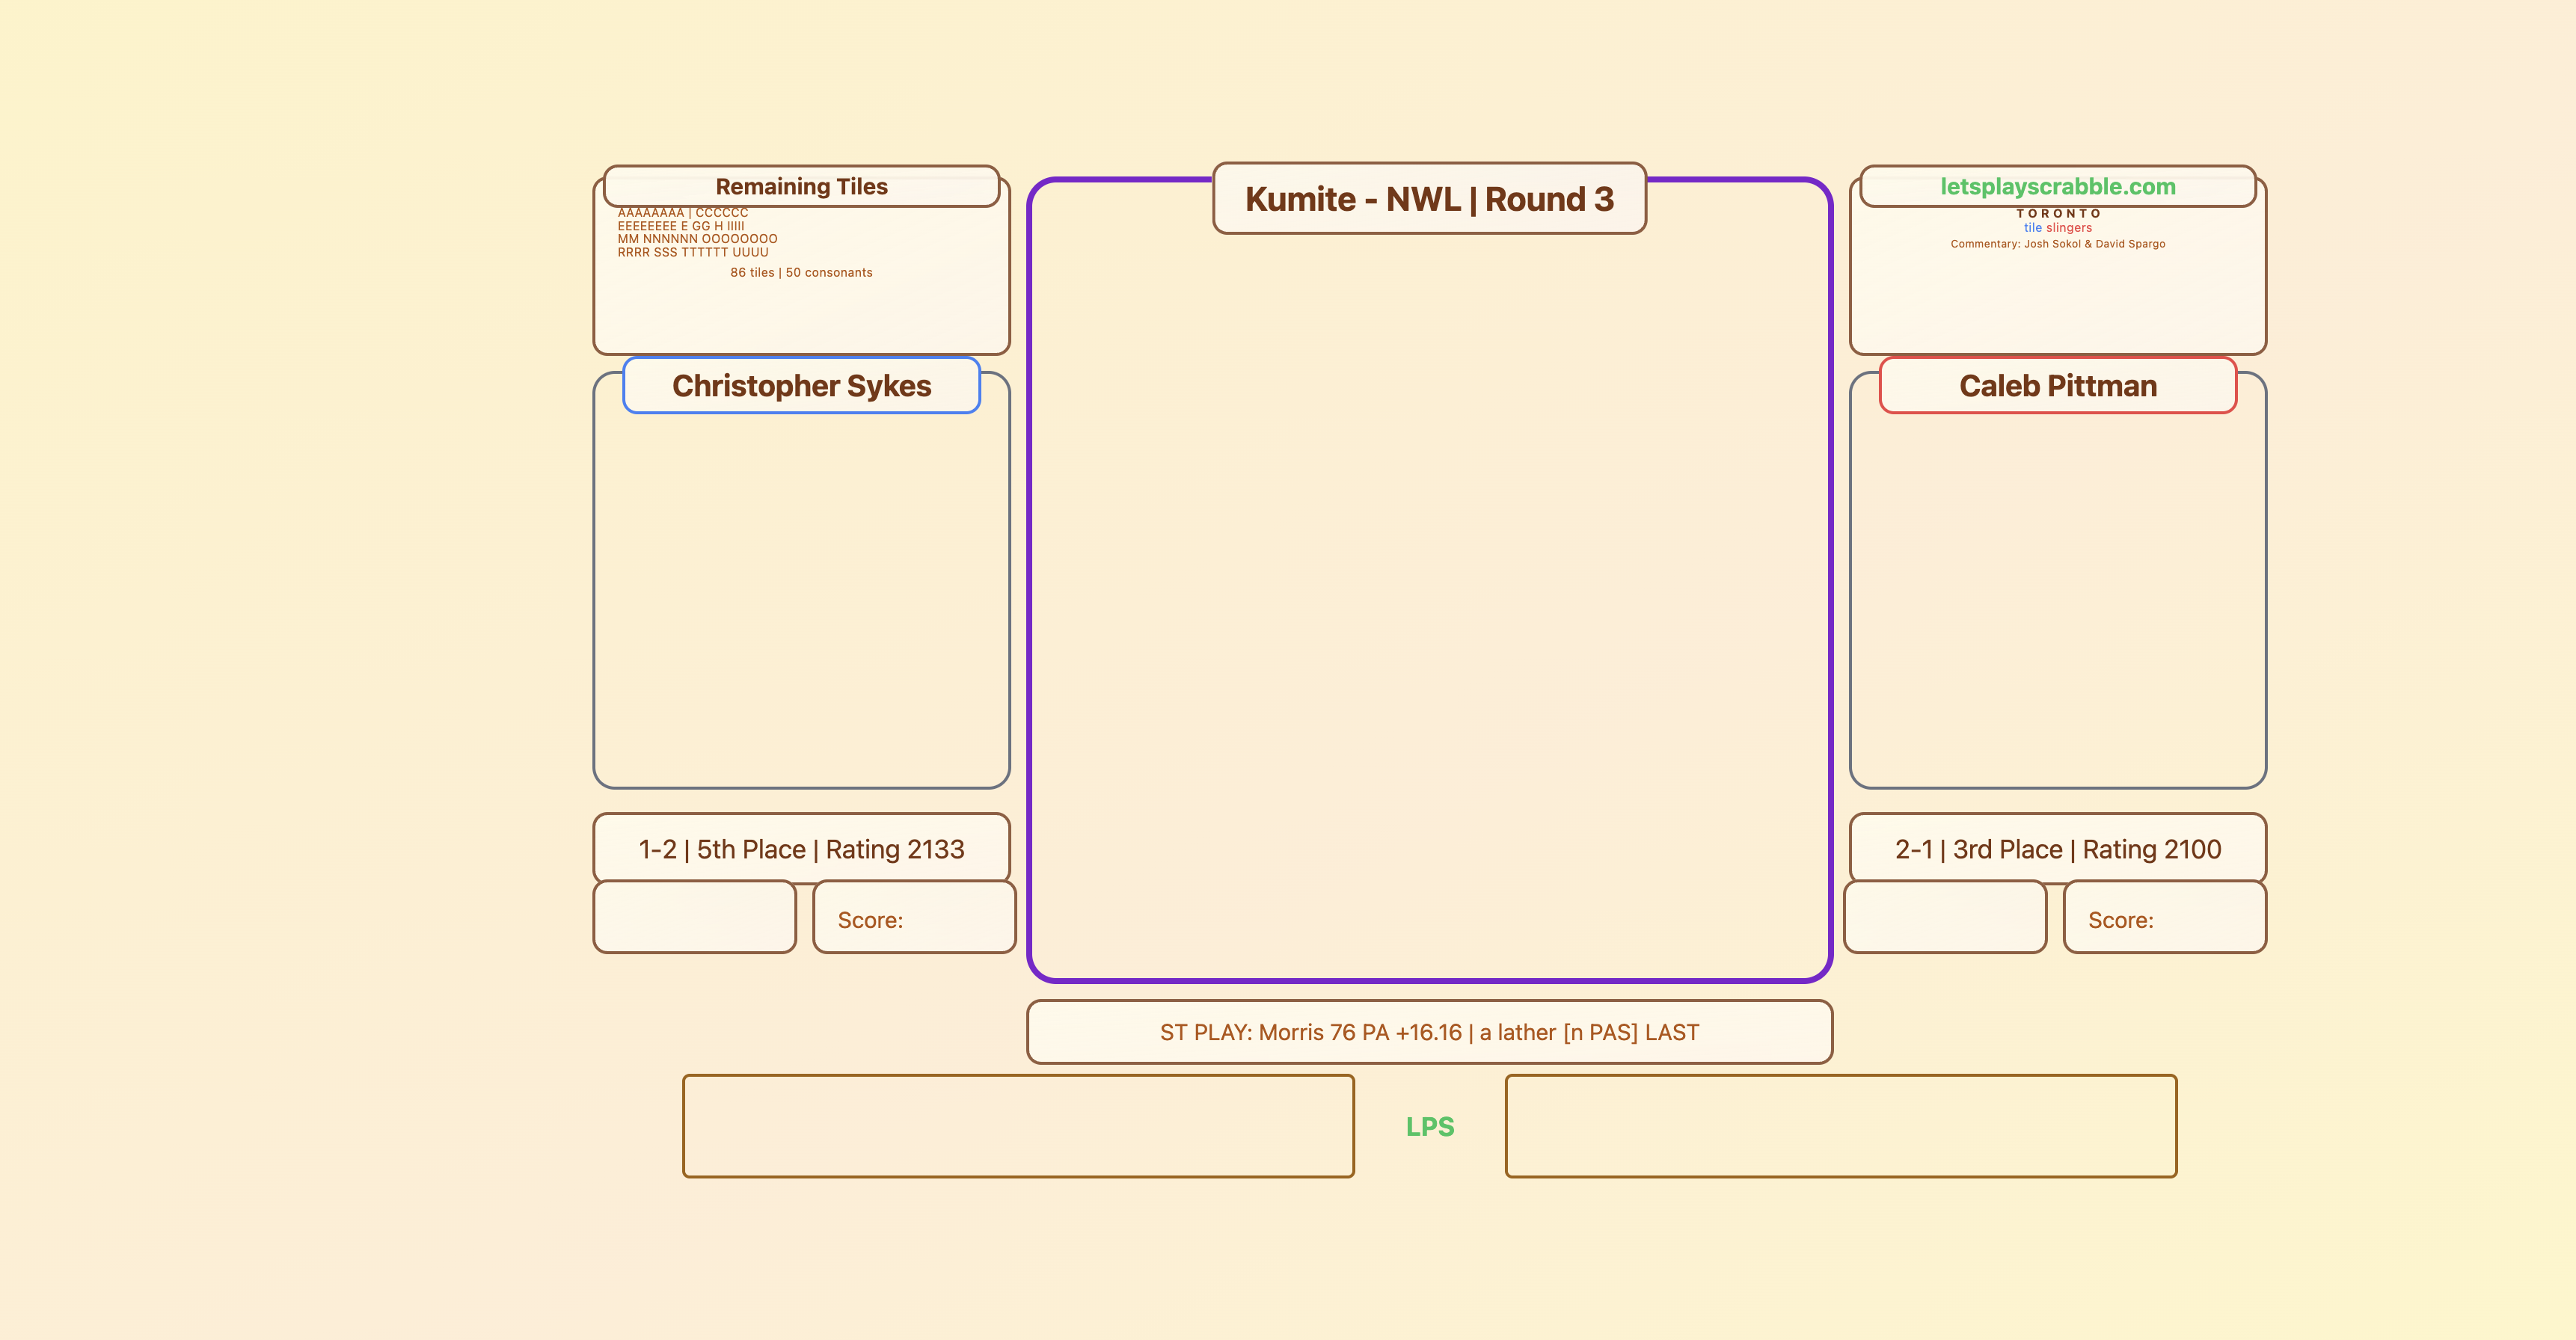 Remaining Tiles
AAAAAAAA | CCCCCC
EEEEEEEE E GG H IIIII
MM NNNNNN OOOOOOOO
RRRR SSS TTTTTT UUUU
86 tiles | 50 consonants
Christopher Sykes
1-2 | 5th Place | Rating 2133
Score:
Kumite - NWL | Round 3
ST PLAY: Morris 76 PA +16.16 | a lather [n PAS] LAST
LPS
letsplayscrabble.com
TORONTO
tile slingers
Commentary: Josh Sokol & David Spargo
Caleb Pittman
2-1 | 3rd Place | Rating 2100
Score: